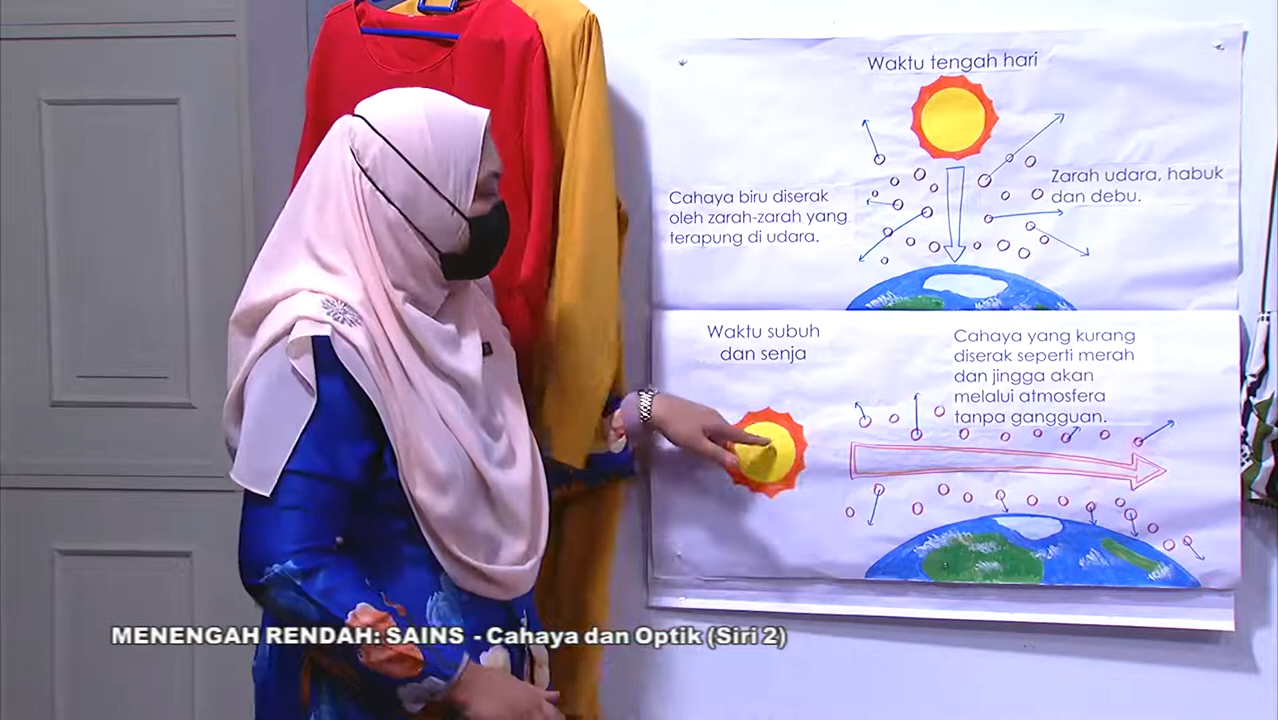 Waktu tengah hari
Cahaya biru diserak
oleh zarah-zarah yang
terapung di udara.
Zarah udara, habuk
dan debu.
Waktu subuh
dan senja
Cahaya yang kurang
diserak seperti merah
dan jingga akan
melalui atmosfera
tanpa gangguan.
MENENGAH RENDAH: SAINS - Cahaya dan Optik (Siri 2)